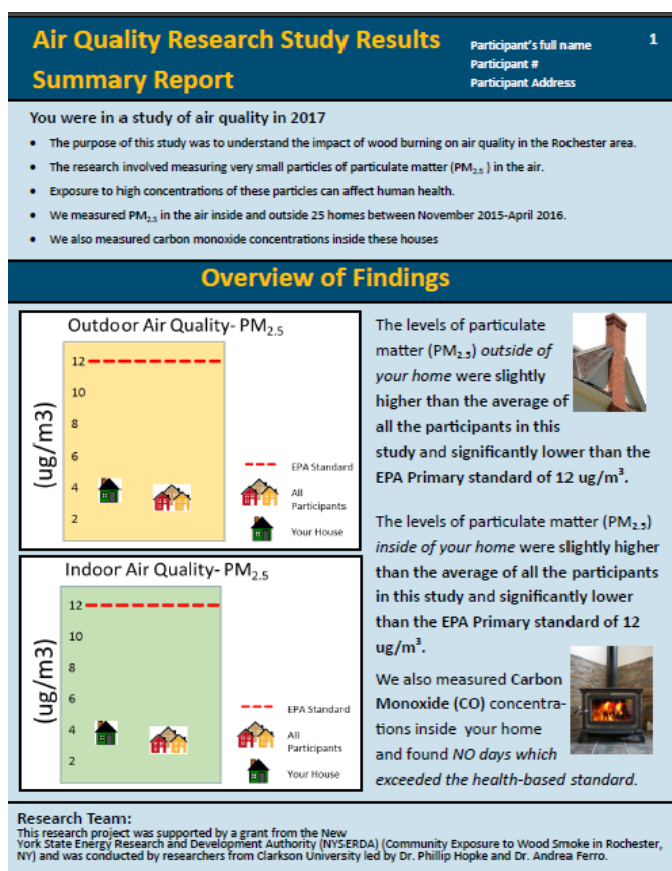 Air Quality Research Study Results
Summary Report
Participant's full name
Participant #
Participant Address
1
You were in a study of air quality in 2017
• The purpose of this study was to understand the impact of wood burning on air quality in the Rochester area.
• The research involved measuring very small particles of particulate matter (PM2.5 ) in the air.
• Exposure to high concentrations of these particles can affect human health.
• We measured PM2.5 in the air inside and outside 25 homes between November 2015-April 2016.
• We also measured carbon monoxide concentrations inside these houses
Overview of Findings
Outdoor Air Quality- PM2.5
(ug/m3)
12
10
8
6
4
2
EPA Standard
All
Participants
Your House
The levels of particulate
matter (PM2.5) outside of
your home were slightly
higher than the average of
all the participants in this
study and significantly lower than the
EPA Primary standard of 12 ug/m³.
Indoor Air Quality- PM2.5
(ug/m3)
12
10
8
6
4
2
EPA Standard
All
Participants
Your House
The levels of particulate matter (PM2.5)
inside of your home were slightly higher
than the average of all the participants
in this study and significantly lower
than the EPA Primary standard of 12
ug/m³.
We also measured Carbon
Monoxide (CO) concentra-
tions inside your home
and found NO days which
exceeded the health-based standard.
Research Team:
This research project was supported by a grant from the New
York State Energy Research and Development Authority (NYSERDA) (Community Exposure to Wood Smoke in Rochester,
NY) and was conducted by researchers from Clarkson University led by Dr. Phillip Hopke and Dr. Andrea Ferro.